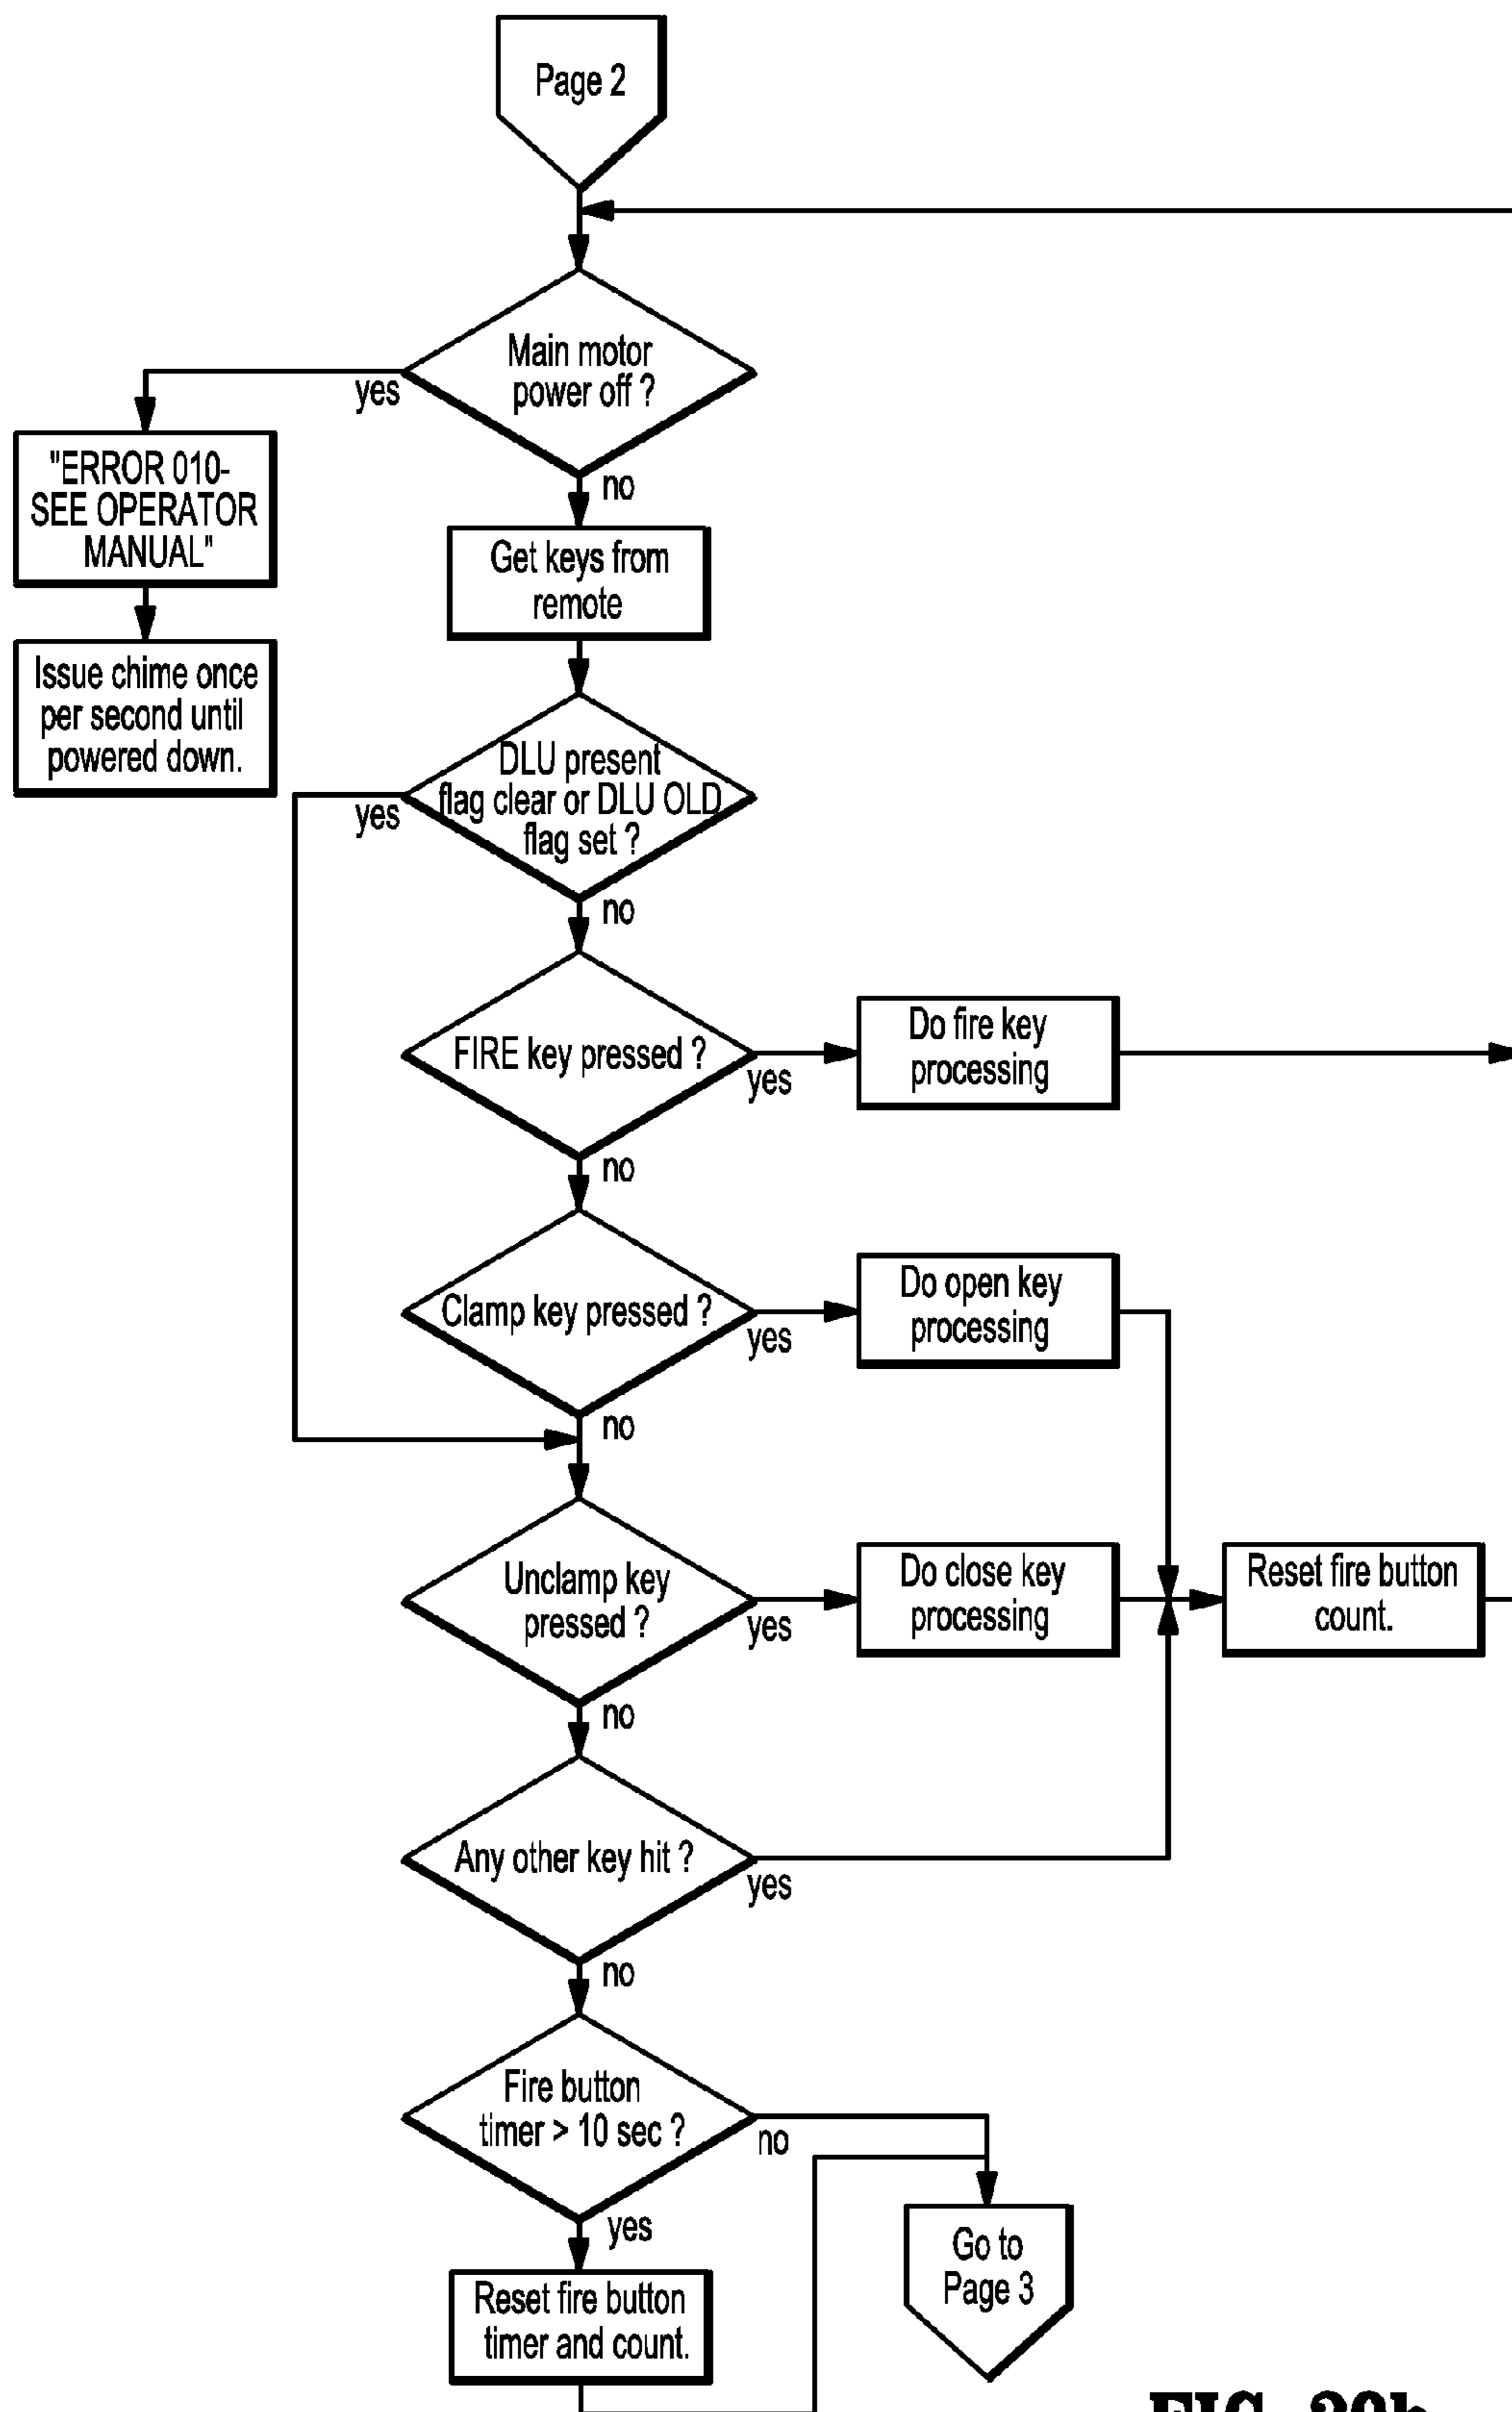 Page 2
Main motor
power off ?
yes
no
"ERROR 010-
SEE OPERATOR
MANUAL"
Get keys from
remote
Issue chime once
per second until
powered down.
DLU present
flag clear or DLU OLD
flag set ?
yes
no
FIRE key pressed ?
yes
Do fire key
processing
no
Clamp key pressed ?
yes
Do open key
processing
no
Unclamp key
pressed ?
yes
Do close key
processing
Reset fire button
count.
no
Any other key hit ?
yes
no
Fire button
timer > 10 sec ?
no
yes
Go to
Page 3
Reset fire button
timer and count.